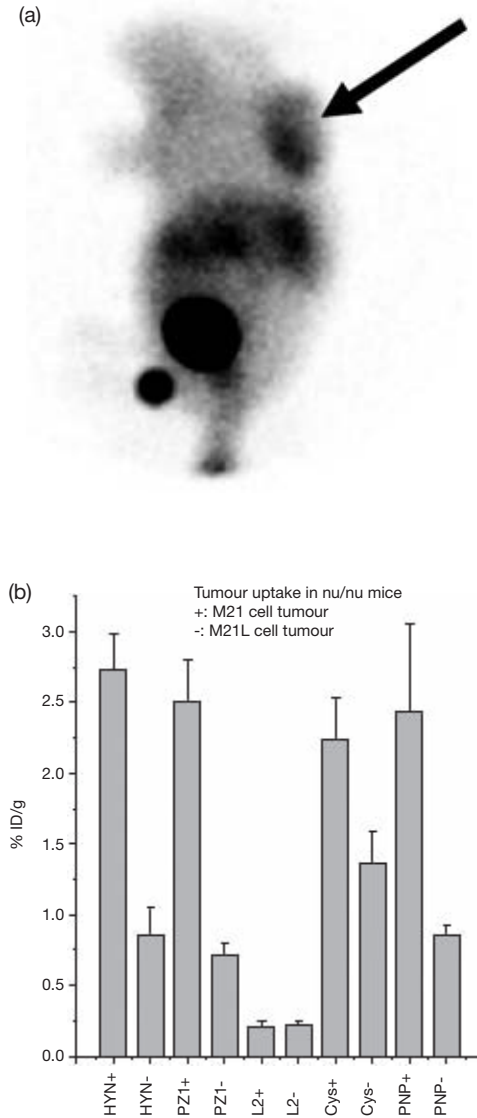 (a)
(b)
Tumour uptake in nu/nu mice
+: M21 cell tumour
-: M21L cell tumour
3.0
2.5
2.0
1.5
1.0
0.5
0.0
% ID/g
HYN+
HYN-
PZ1+
PZ1-
L2+
L2-
Cys+
Cys-
PNP+
PNP-